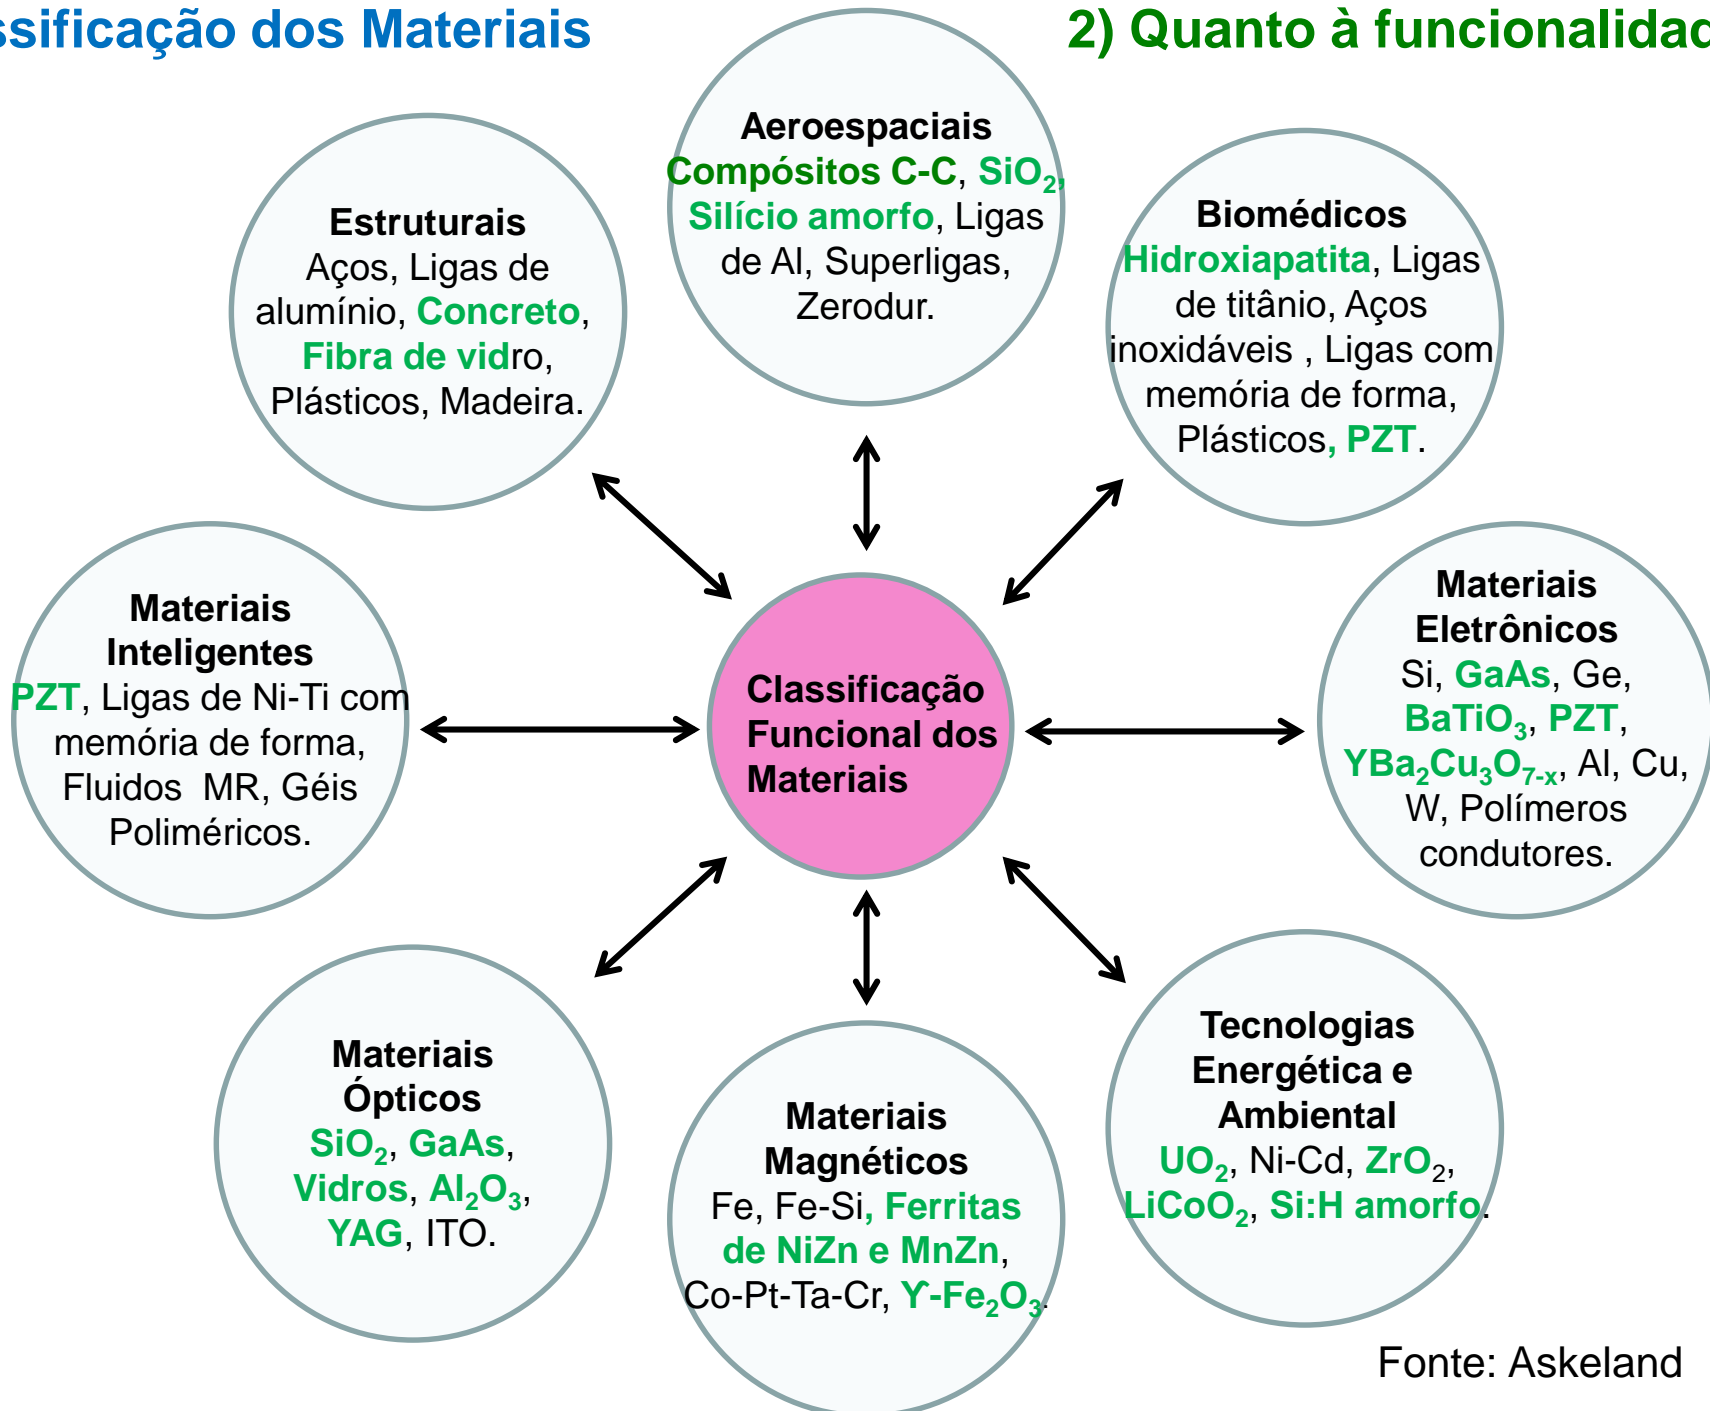 ssificação dos Materiais
2) Quanto à funcionalidad
Aeroespaciais
Compósitos C-C, SiO₂,
Silício amorfo, Ligas
de Al, Superligas,
Zerodur.
Estruturais
Aços, Ligas de
alumínio, Concreto,
Fibra de vidro,
Plásticos, Madeira.
Biomédicos
Hidroxiapatita, Ligas
de titânio, Aços
inoxidáveis , Ligas com
memória de forma,
Plásticos, PZT.
Materiais
Inteligentes
PZT, Ligas de Ni-Ti com
memória de forma,
Fluidos MR, Géis
Poliméricos.
Classificação
Funcional dos
Materiais
Materiais
Eletrônicos
Si, GaAs, Ge,
BaTiO₃, PZT,
YBa₂Cu₃O₇₋ₓ, Al, Cu,
W, Polímeros
condutores.
Materiais
Ópticos
SiO₂, GaAs,
Vidros, Al₂O₃,
YAG, ITO.
Materiais
Magnéticos
Fe, Fe-Si, Ferritas
de NiZn e MnZn,
Co-Pt-Ta-Cr, ϒ-Fe₂O₃.
Tecnologias
Energética e
Ambiental
UO₂, Ni-Cd, ZrO₂,
LiCoO₂, Si:H amorfo.
Fonte: Askeland